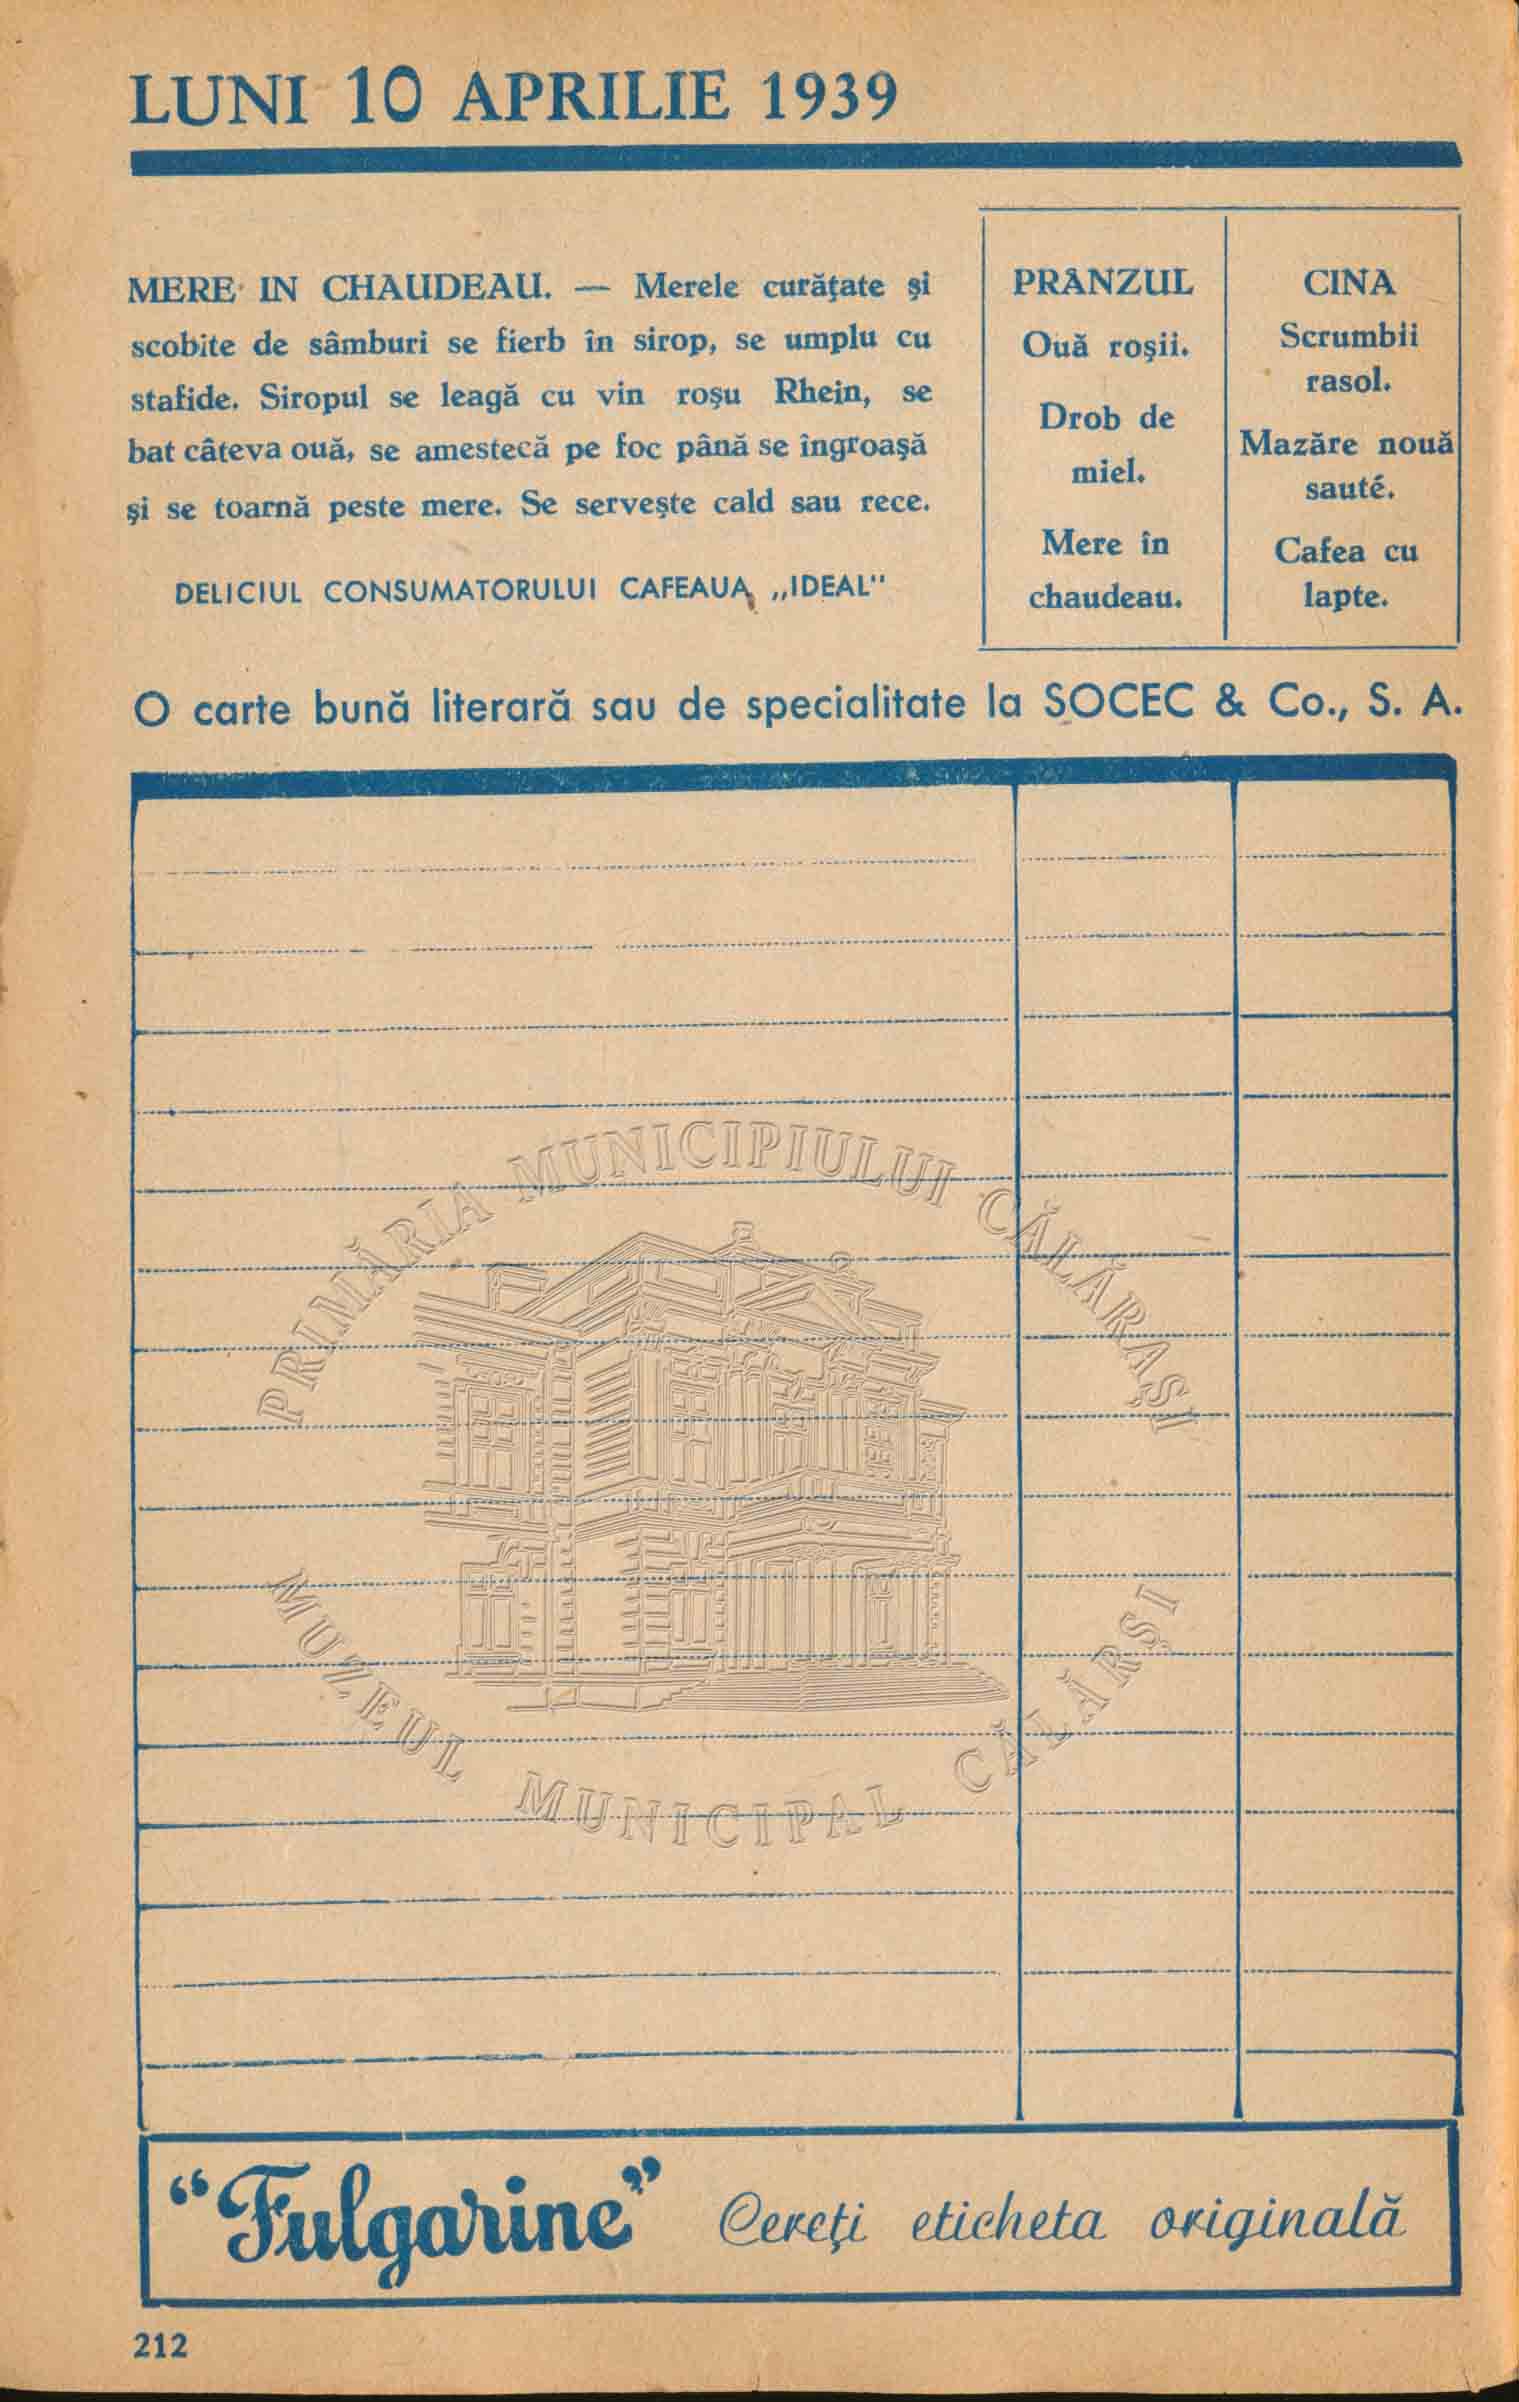 LUNI 10 APRILIE 1939
MERE IN CHAUDEAU. — Merele curăţate şi
scobite de sâmburi se fierb în sirop, se umplu cu
stafide. Siropul se leagă cu vin roşu Rhein, se
bat câteva ouă, se amestecă pe foc până se îngroaşă
şi se toarnă peste mere. Se serveşte cald sau rece.
DELICIUL CONSUMATORULUI CAFEAUA „IDEAL"
PRÂNZUL
Ouă roşii.
Drob de
miel.
Mere în
chaudeau.
CINA
Scrumbii
rasol.
Mazăre nouă
sauté.
Cafea cu
lapte.
O carte bună literară sau de specialitate la SOCEC & Co., S. A.
PRIMĂRIA MUNICIPIULUI CĂLĂRAȘI
MUZEUL MUNICIPAL CĂLĂRȘI
“Fulgarine” Cereţi eticheta originală
212